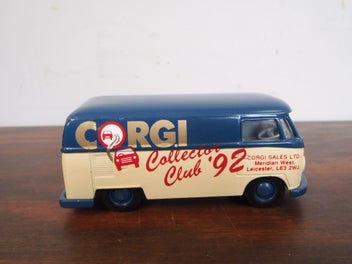 CORGI
Collector
Club '92
CORGI SALES LTD.
Meridian West,
Leicester, LE3 2WJ